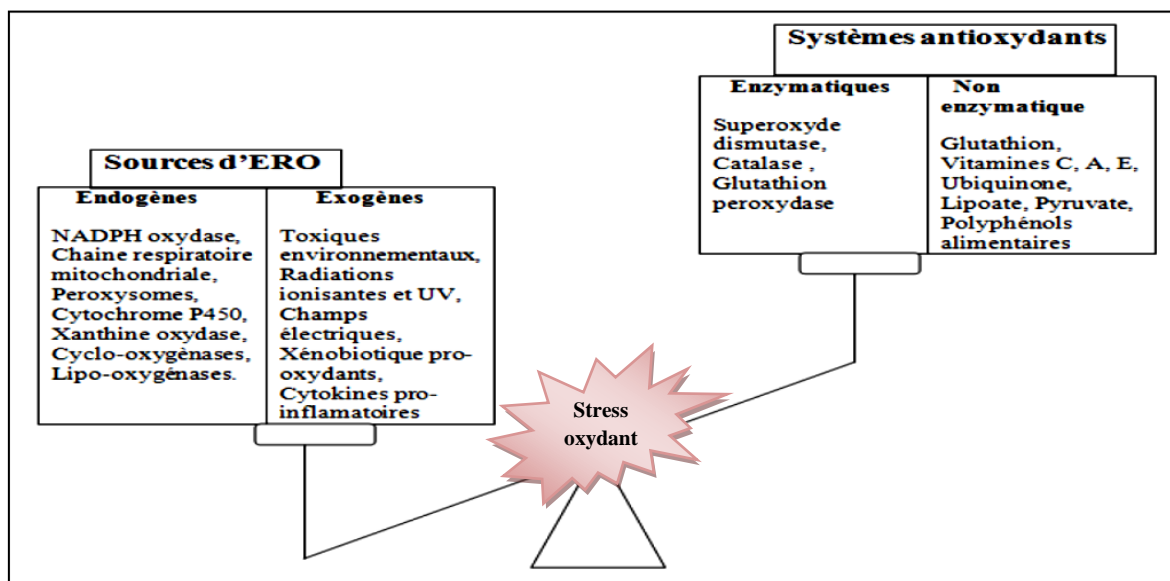 Systèmes antioxydants
Enzymatiques
Superoxyde
dismutase,
Catalase ,
Glutathion
peroxydase
Non
enzymatique
Glutathion,
Vitimines C, A, E,
Ubiquinone,
Lipoate, Pyruvate,
Polyphénols
alimentaires
Sources d’ERO
Endogènes
NADPH oxydase,
Chaine respiratoire
mitochondriale,
Peroxysomes,
Cytochrome P450,
Xanthine oxydase,
Cyclo-oxygènases,
Lipo-oxygénases.
Exogènes
Toxiques
environnementaux,
Radiations
ionisantes et UV,
Champs
électriques,
Xénobiotique pro-
oxydants,
Cytokines pro-
inflamatoires
Stress
oxydant